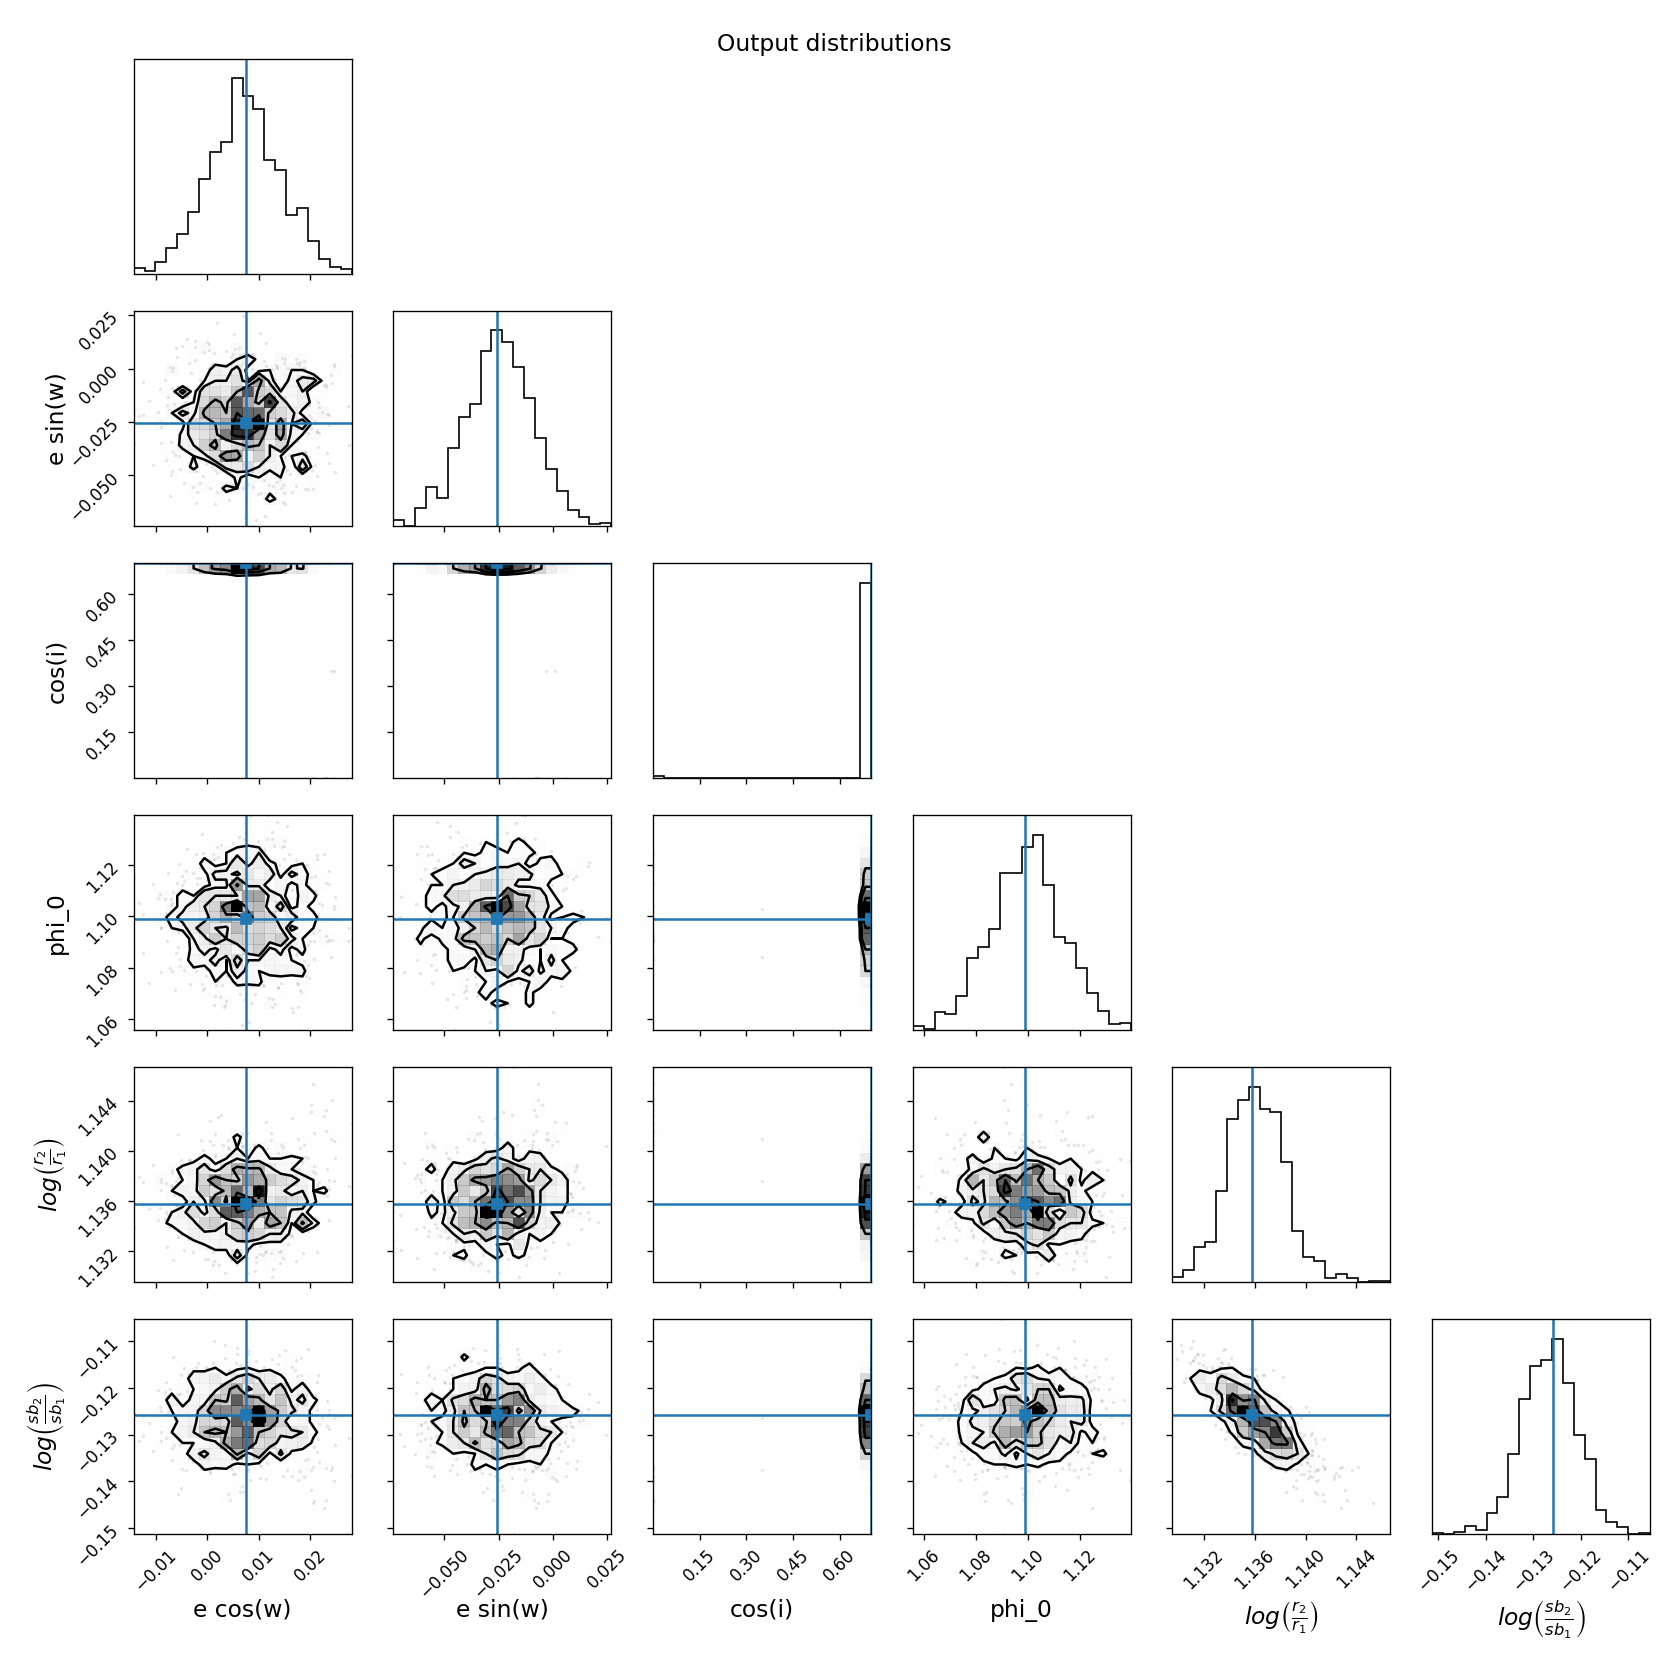 Output distributions
e sin(w)
0.025
0.000
−0.025
−0.050
cos(i)
0.60
0.45
0.30
0.15
phi_0
1.12
1.10
1.08
1.06
log(r2/r1)
1.144
1.140
1.136
1.132
log(sb2/sb1)
−0.11
−0.12
−0.13
−0.14
−0.15
−0.01 0.00 0.01 0.02 −0.050 −0.025 0.000 0.025 0.15 0.30 0.45 0.60 1.06 1.08 1.10 1.12 1.132 1.136 1.140 1.144 −0.15 −0.14 −0.13 −0.12 −0.11
e cos(w) e sin(w) cos(i) phi_0 log(r2/r1) log(sb2/sb1)